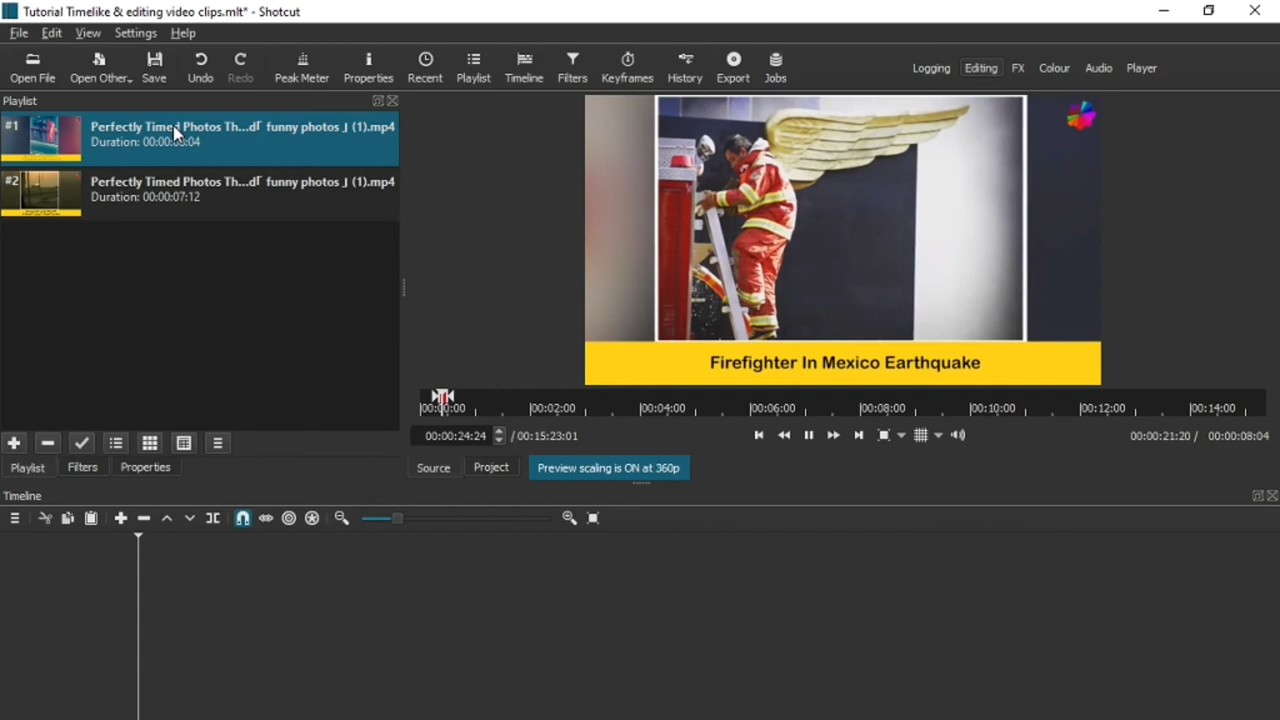 Tutorial Timelike & editing video clips.mlt* - Shotcut
File Edit View Settings Help
Open File Open Other... Save Undo Redo Peak Meter Properties Recent Playlist Timeline Filters Keyframes History Export Jobs Logging Editing FX Colour Audio Player
Playlist
#1 Perfectly Timed Photos Th...d Γ funny photos J (1).mp4
Duration: 00:00:08:04
#2 Perfectly Timed Photos Th...d Γ funny photos J (1).mp4
Duration: 00:00:07:12
Firefighter In Mexico Earthquake
00:00:00 00:02:00 00:04:00 00:06:00 00:08:00 00:10:00 00:12:00 00:14:00
00:00:24:24 / 00:15:23:01 00:00:21:20 / 00:00:08:04
Playlist Filters Properties Source Project Preview scaling is ON at 360p
Timeline